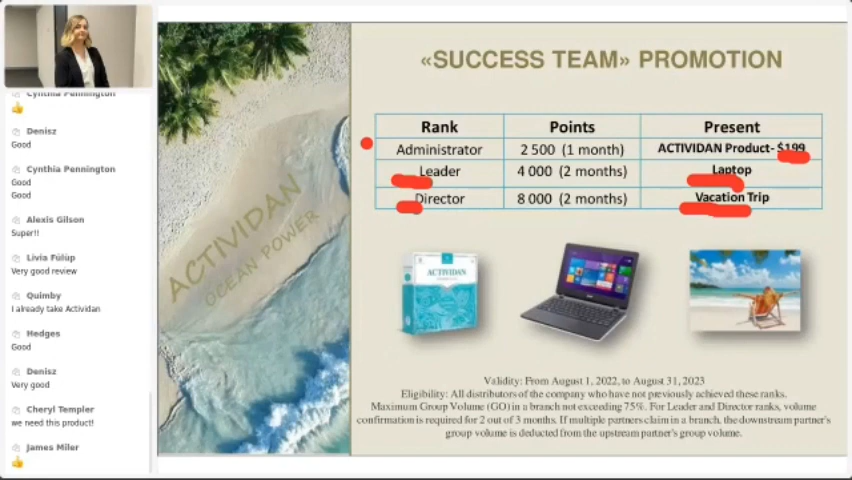 Cynthia Pennington
👍
Denisz
Good
Cynthia Pennington
Good
Good
Alexis Gilson
Super!!
Livia Fülüp
Very good review
Quimby
I already take Actividan
Hedges
Good
Denisz
Very good
Cheryl Templer
we need this product!
James Miler
👍
ACTIVIDAN
OCEAN POWER
«SUCCESS TEAM» PROMOTION
Rank Points Present
Administrator 2 500 (1 month) ACTIVIDAN Product- $199
Leader 4 000 (2 months) Laptop
Director 8 000 (2 months) Vacation Trip
ACTIVIDAN
Validity: From August 1, 2022, to August 31, 2023
Eligibility: All distributors of the company who have not previously achieved these ranks.
Maximum Group Volume (GO) in a branch not exceeding 75%. For Leader and Director ranks, volume
confirmation is required for 2 out of 3 months. If multiple partners claim in a branch, the downstream partner's
group volume is deducted from the upstream partner's group volume.